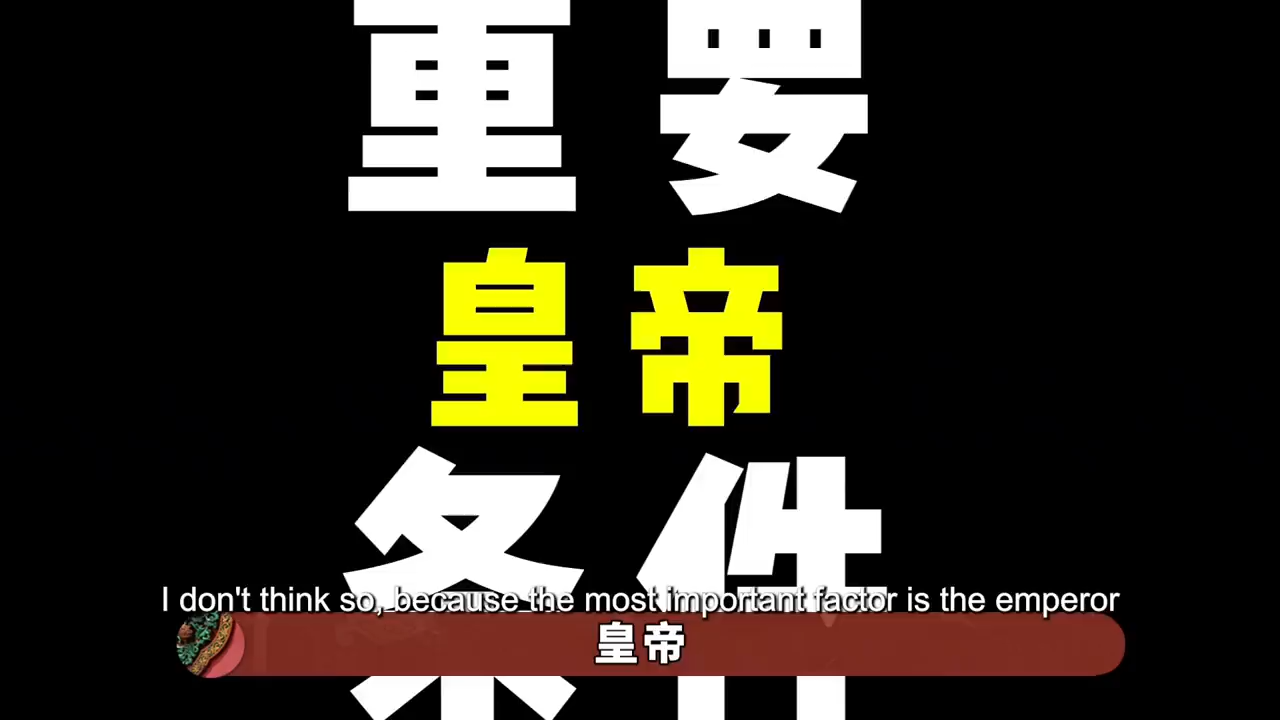 重要
皇帝
条件
I don't think so, because the most important factor is the emperor
皇帝